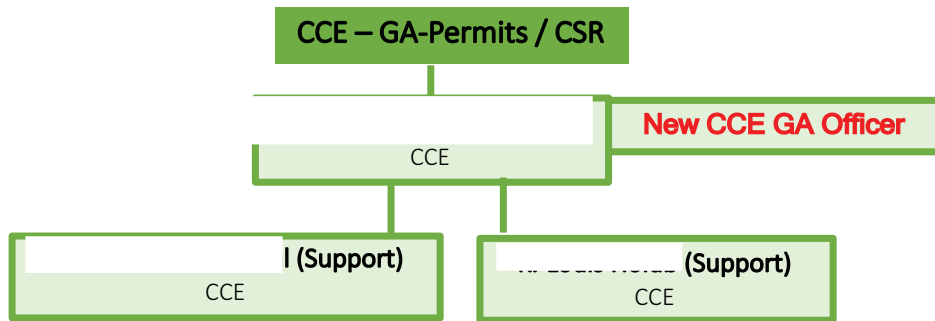 CCE – GA-Permits / CSR
New CCE GA Officer
CCE
(Support)
CCE
(Support)
CCE